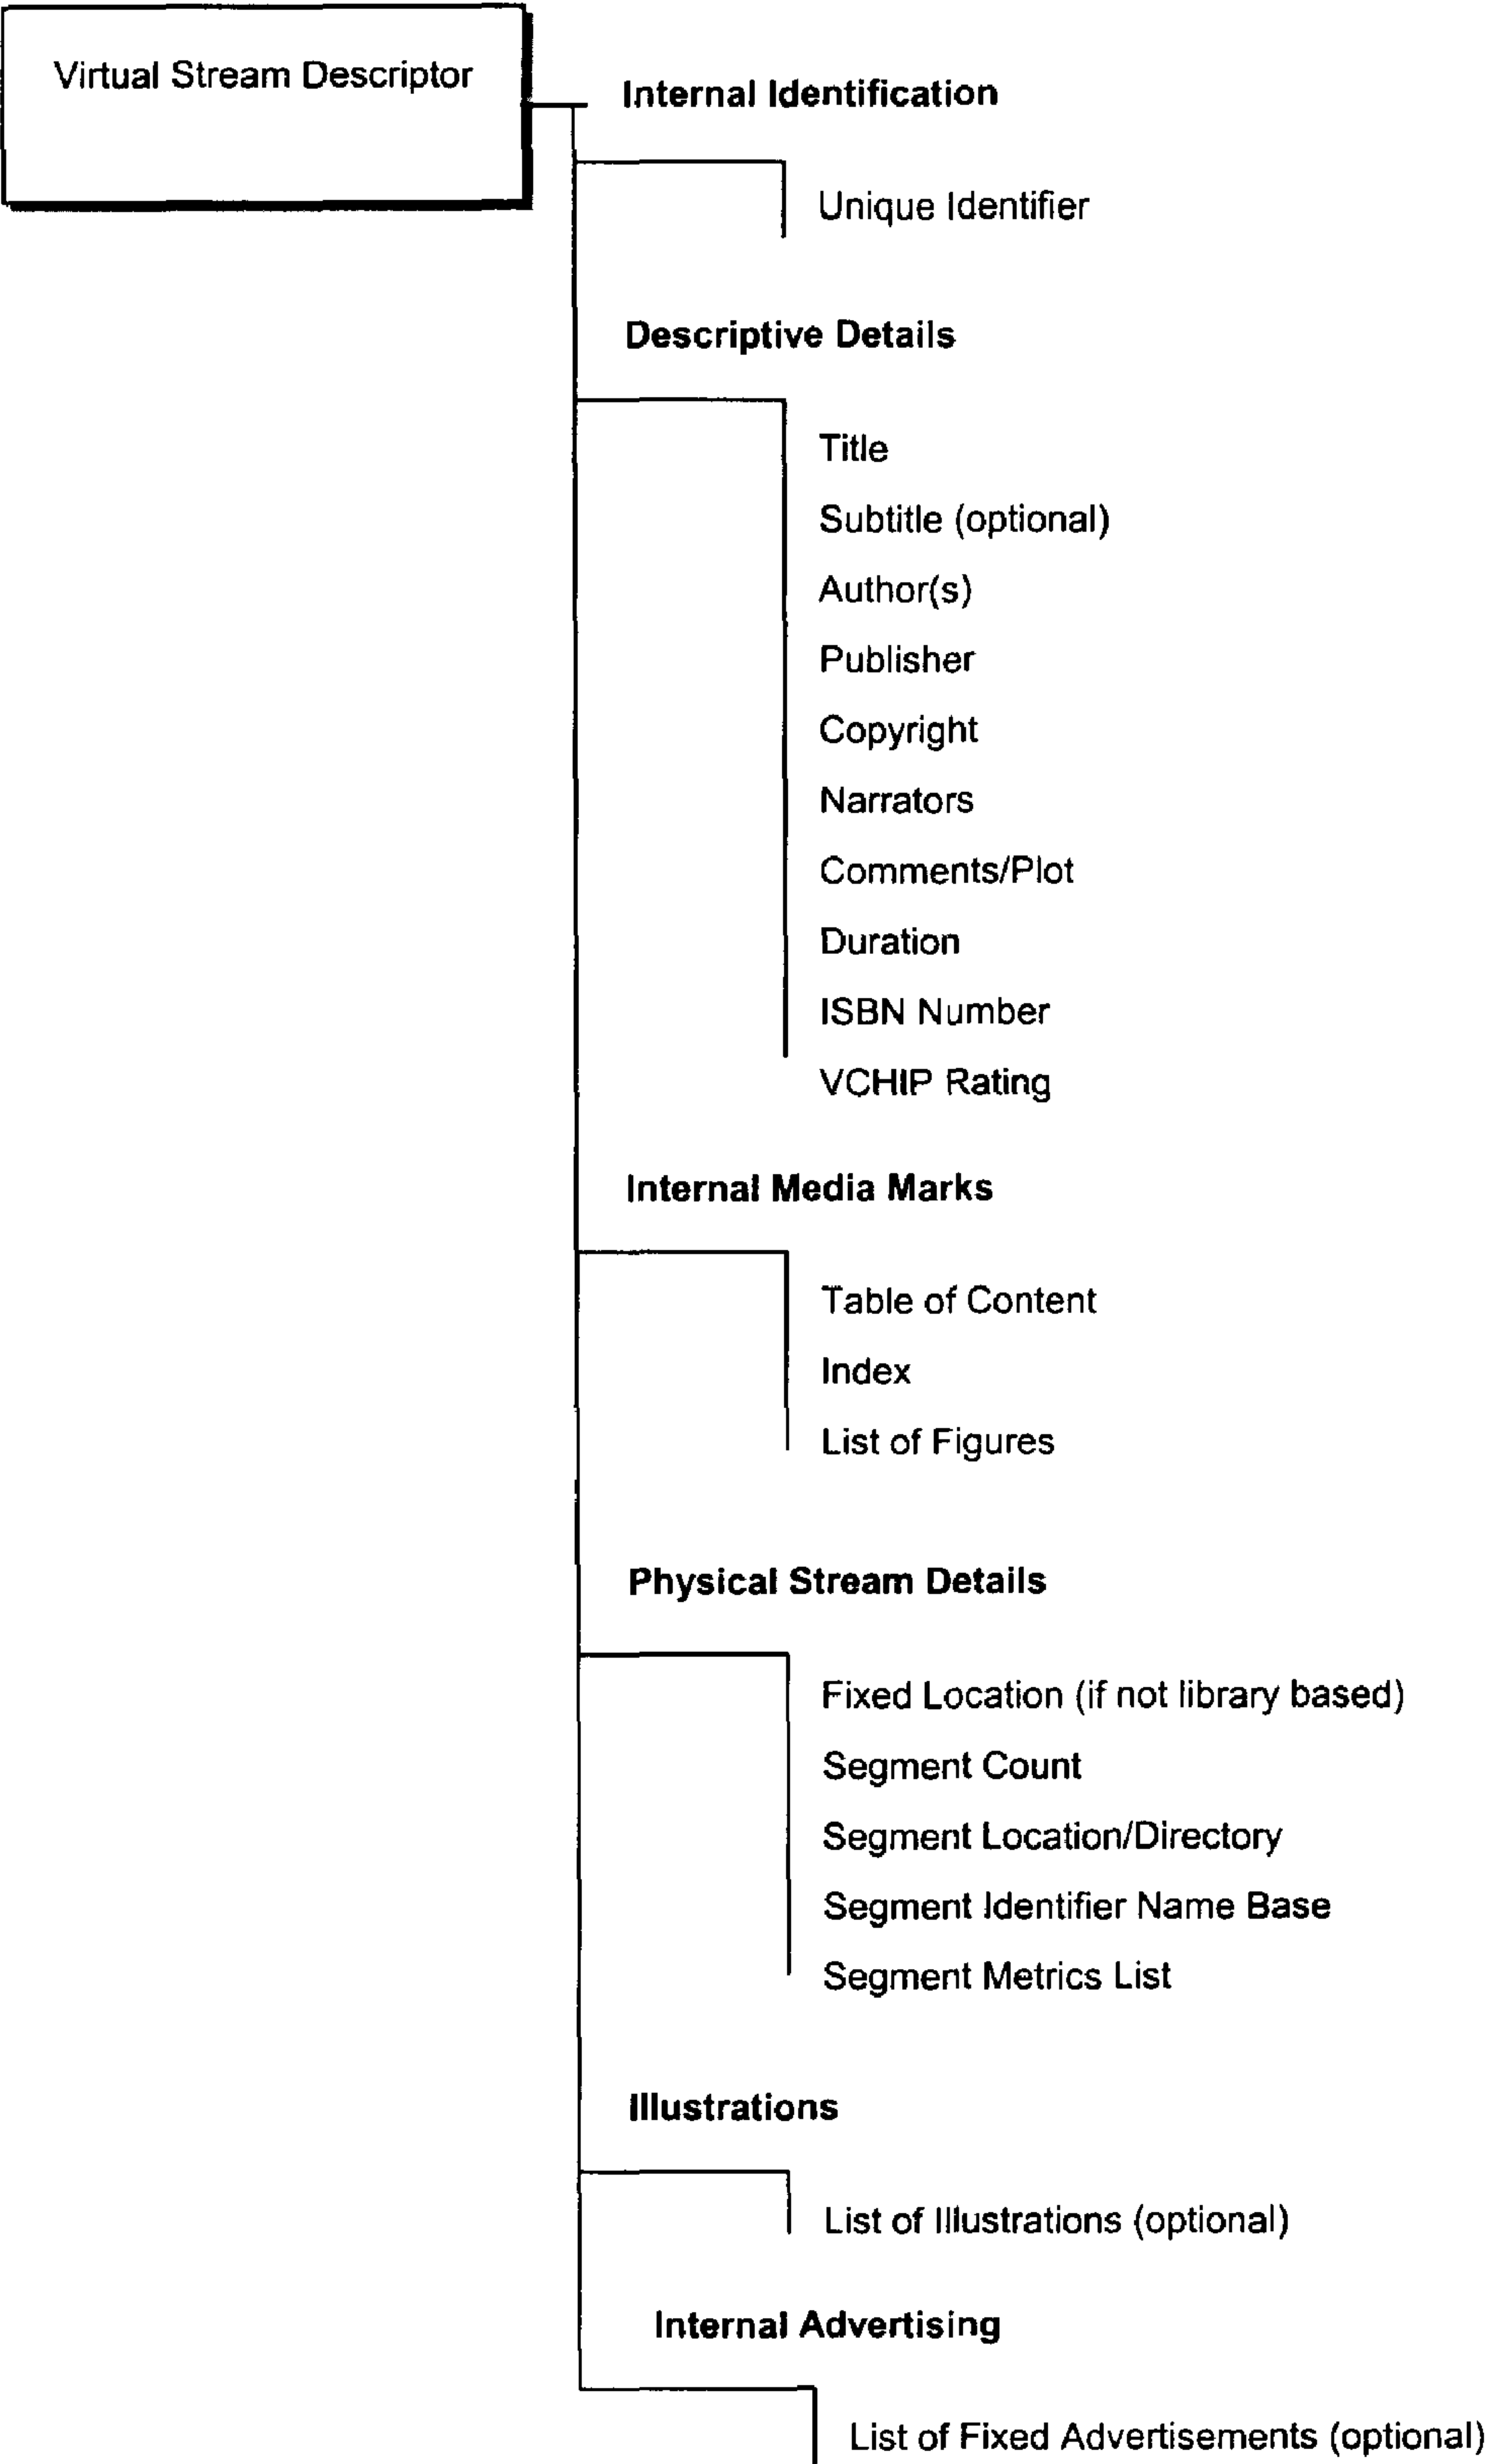 Virtual Stream Descriptor
Internal Identification
Unique Identifier
Descriptive Details
Title
Subtitle (optional)
Author(s)
Publisher
Copyright
Narrators
Comments/Plot
Duration
ISBN Number
VCHIP Rating
Internal Media Marks
Table of Content
Index
List of Figures
Physical Stream Details
Fixed Location (if not library based)
Segment Count
Segment Location/Directory
Segment Identifier Name Base
Segment Metrics List
Illustrations
List of Illustrations (optional)
Internal Advertising
List of Fixed Advertisements (optional)